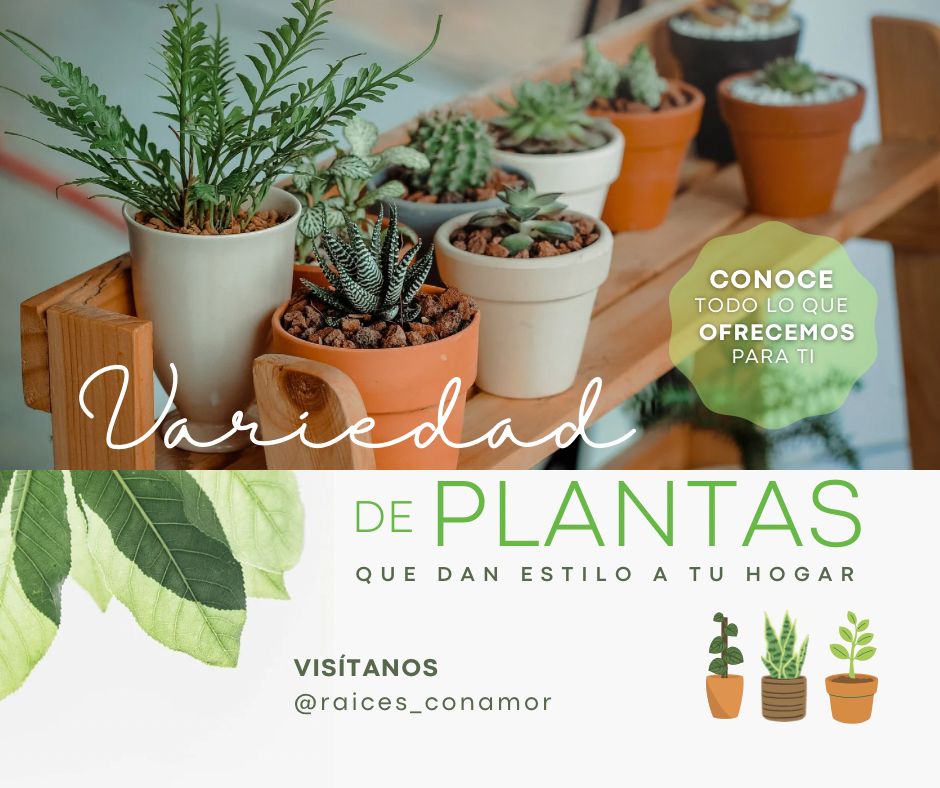 CONOCE
TODO LO QUE
OFRECEMOS
PARA TI
Variedad
DE PLANTAS
QUE DAN ESTILO A TU HOGAR
VISÍTANOS
@raices_conamor